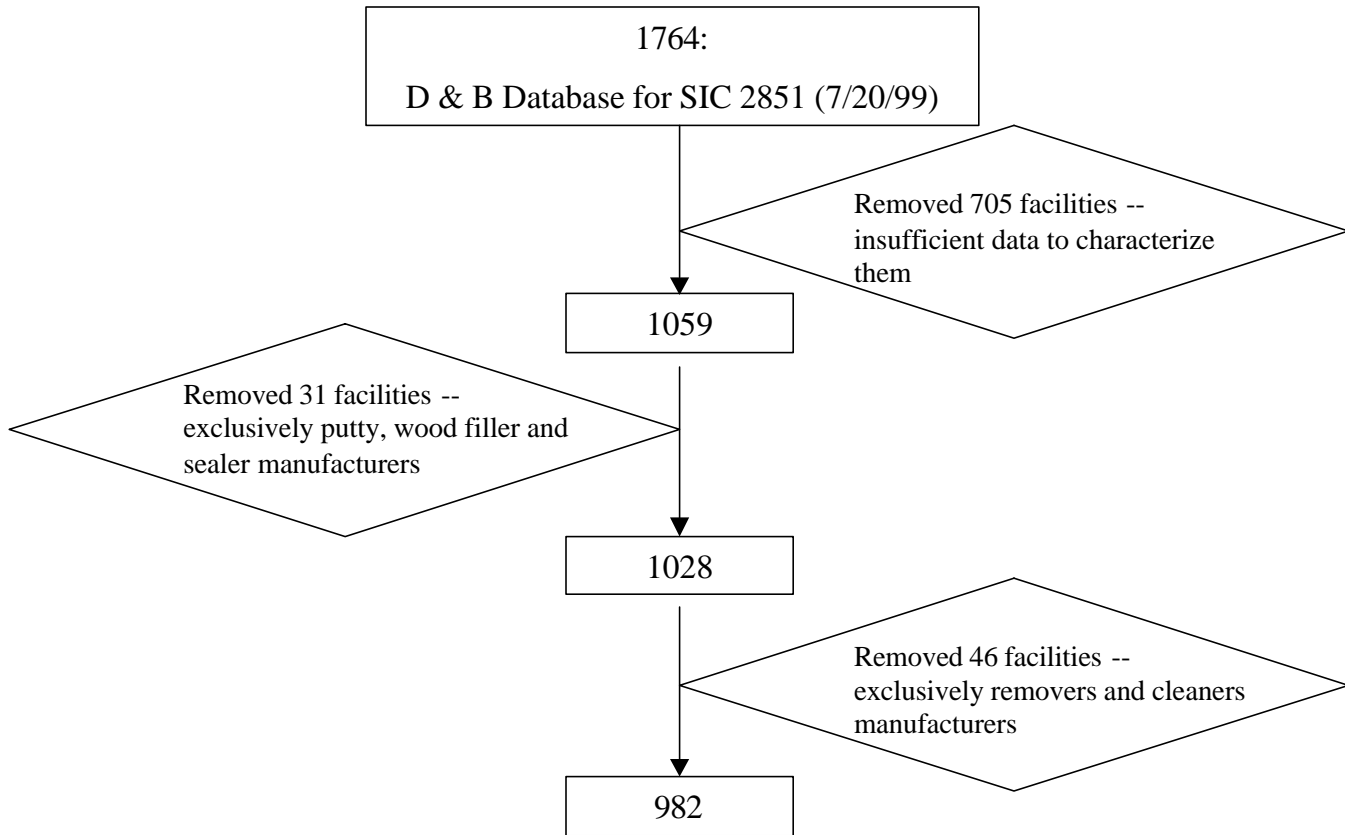 1764:
D & B Database for SIC 2851 (7/20/99)
Removed 705 facilities --
insufficient data to characterize
them
1059
Removed 31 facilities --
exclusively putty, wood filler and
sealer manufacturers
1028
Removed 46 facilities --
exclusively removers and cleaners
manufacturers
982